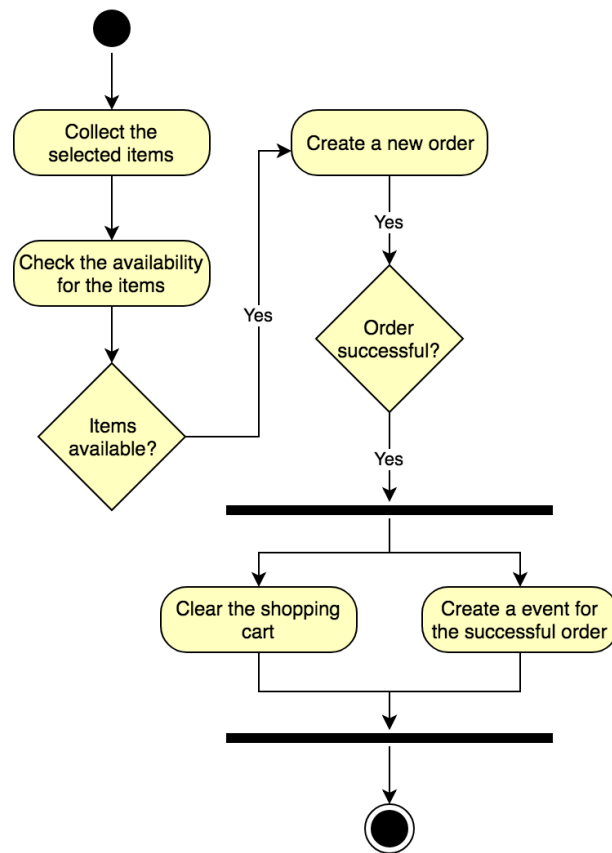 Collect the
selected items
Create a new order
Yes
Check the availability
for the items
Yes
Order
successful?
Items
available?
Yes
Clear the shopping
cart
Create a event for
the successful order